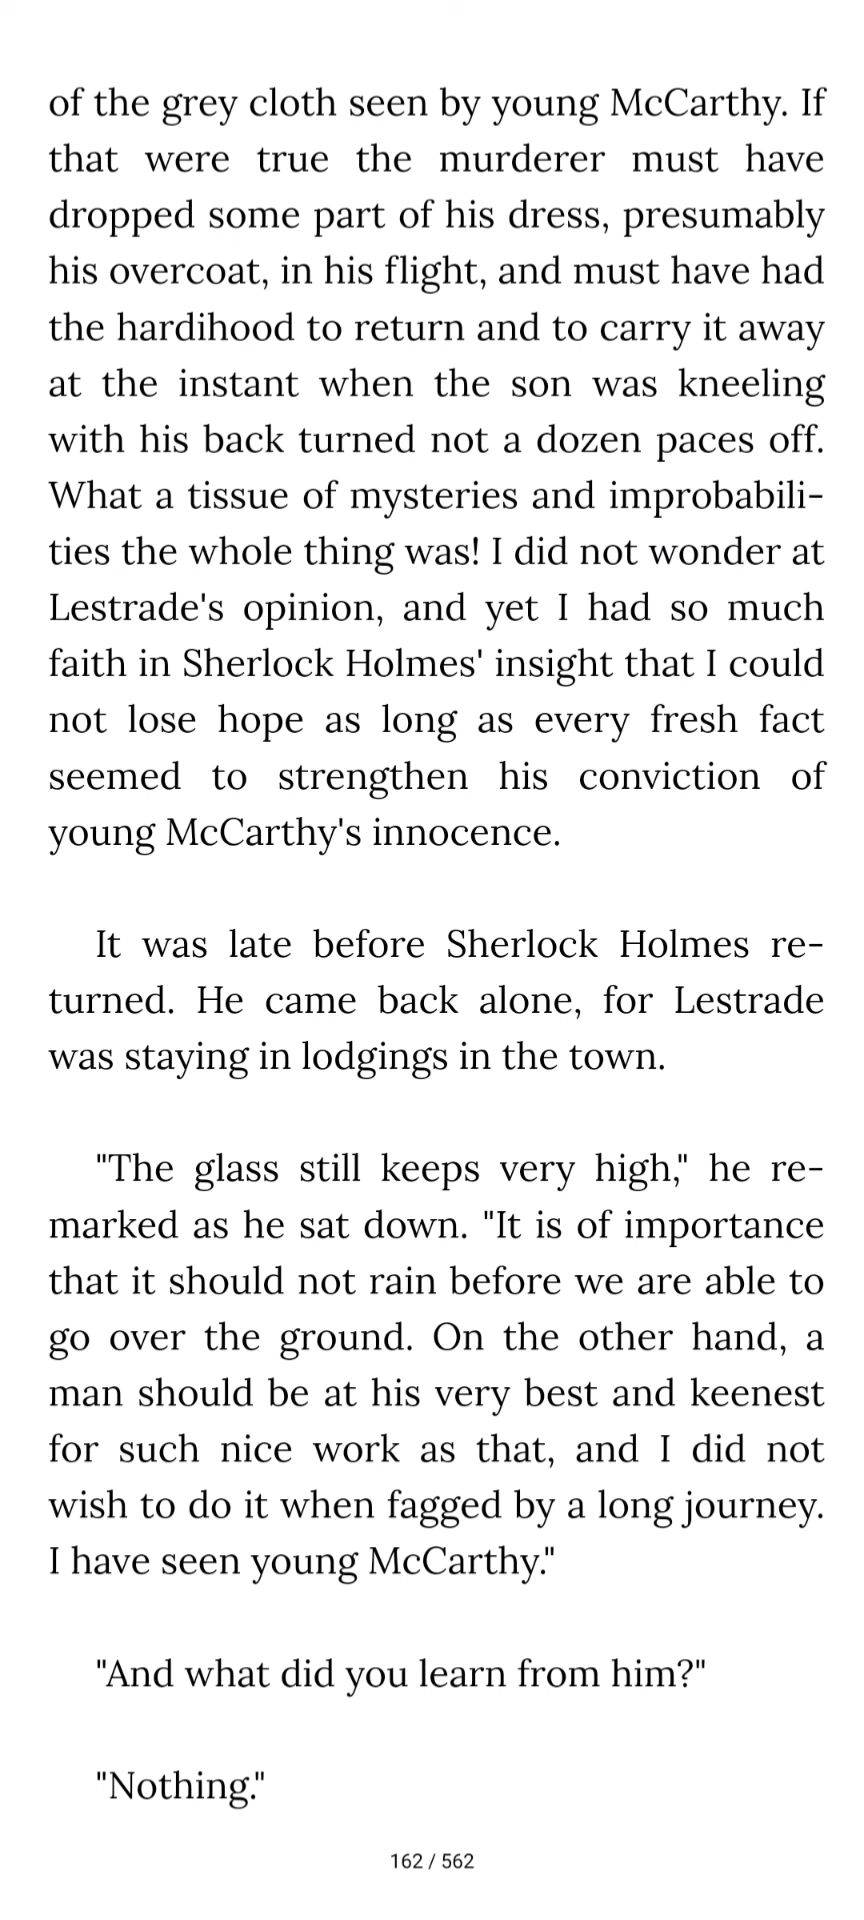 of the grey cloth seen by young McCarthy. If
that were true the murderer must have
dropped some part of his dress, presumably
his overcoat, in his flight, and must have had
the hardihood to return and to carry it away
at the instant when the son was kneeling
with his back turned not a dozen paces off.
What a tissue of mysteries and improbabili-
ties the whole thing was! I did not wonder at
Lestrade's opinion, and yet I had so much
faith in Sherlock Holmes' insight that I could
not lose hope as long as every fresh fact
seemed to strengthen his conviction of
young McCarthy's innocence.
It was late before Sherlock Holmes re-
turned. He came back alone, for Lestrade
was staying in lodgings in the town.
"The glass still keeps very high," he re-
marked as he sat down. "It is of importance
that it should not rain before we are able to
go over the ground. On the other hand, a
man should be at his very best and keenest
for such nice work as that, and I did not
wish to do it when fagged by a long journey.
I have seen young McCarthy."
"And what did you learn from him?"
"Nothing."
162 / 562